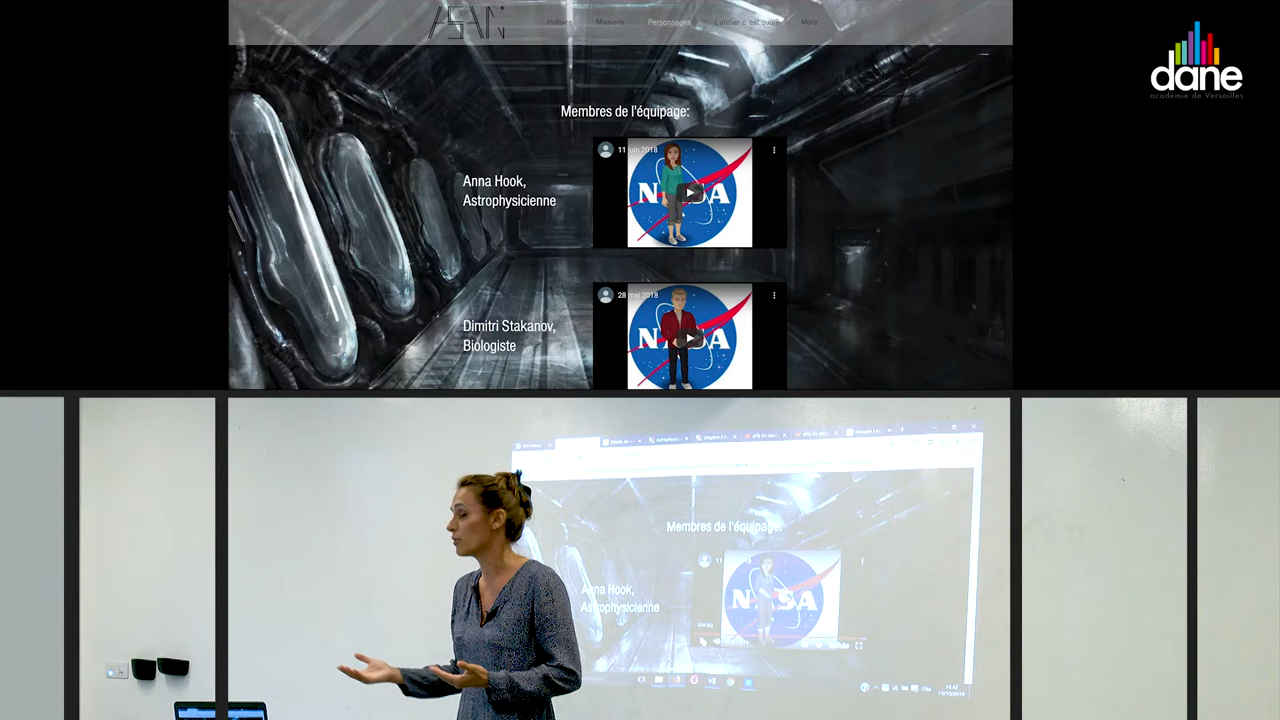 ASAN
Histoire Missions Personnages L'atelier c'est quoi? More
dane
académie de Versailles
Membres de l'équipage:
11 juin 2018
NASA
Anna Hook,
Astrophysicienne
28 mai 2018
NASA
Dimitri Stakanov,
Biologiste
Membres de l'équipage:
11
NASA
Anna Hook,
Astrophysicienne